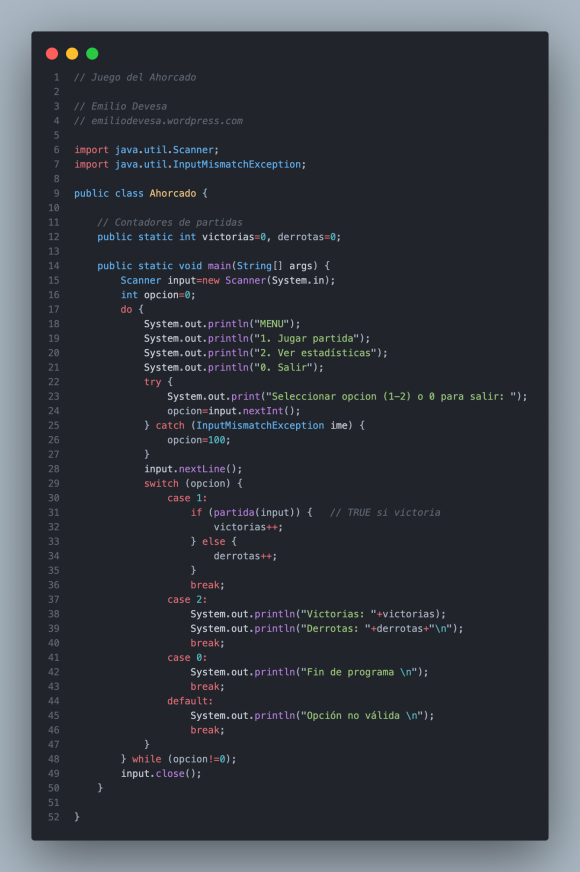 1 // Juego del Ahorcado
2
3 // Emilio Devesa
4 // emiliodevesa.wordpress.com
5
6 import java.util.Scanner;
7 import java.util.InputMismatchException;
8
9 public class Ahorcado {
10
11     // Contadores de partidas
12     public static int victorias=0, derrotas=0;
13
14     public static void main(String[] args) {
15         Scanner input=new Scanner(System.in);
16         int opcion=0;
17         do {
18             System.out.println("MENU");
19             System.out.println("1. Jugar partida");
20             System.out.println("2. Ver estadísticas");
21             System.out.println("0. Salir");
22             try {
23                 System.out.print("Seleccionar opcion (1-2) o 0 para salir: ");
24                 opcion=input.nextInt();
25             } catch (InputMismatchException ime) {
26                 opcion=100;
27             }
28             input.nextLine();
29             switch (opcion) {
30                 case 1:
31                     if (partida(input)) {   // TRUE si victoria
32                         victorias++;
33                     } else {
34                         derrotas++;
35                     }
36                     break;
37                 case 2:
38                     System.out.println("Victorias: "+victorias);
39                     System.out.println("Derrotas: "+derrotas+"\n");
40                     break;
41                 case 0:
42                     System.out.println("Fin de programa \n");
43                     break;
44                 default:
45                     System.out.println("Opción no válida \n");
46                     break;
47             }
48         } while (opcion!=0);
49         input.close();
50     }
51
52 }